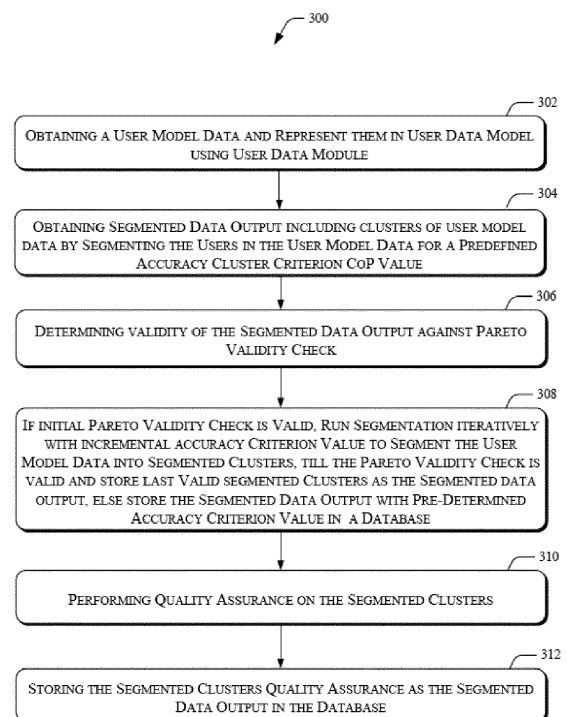 300
302
OBTAINING A USER MODEL DATA AND REPRESENT THEM IN USER DATA MODEL
USING USER DATA MODULE
304
OBTAINING SEGMENTED DATA OUTPUT INCLUDING CLUSTERS OF USER MODEL
DATA BY SEGMENTING THE USERS IN THE USER MODEL DATA FOR A PREDEFINED
ACCURACY CLUSTER CRITERION COP VALUE
306
DETERMINING VALIDITY OF THE SEGMENTED DATA OUTPUT AGAINST PARETO
VALIDITY CHECK
308
IF INITIAL PARETO VALIDITY CHECK IS VALID, RUN SEGMENTATION ITERATIVELY
WITH INCREMENTAL ACCURACY CRITERION VALUE TO SEGMENT THE USER
MODEL DATA INTO SEGMENTED CLUSTERS, TILL THE PARETO VALIDITY CHECK IS
VALID AND STORE LAST VALID SEGMENTED CLUSTERS AS THE SEGMENTED DATA
OUTPUT, ELSE STORE THE SEGMENTED DATA OUTPUT WITH PRE-DETERMINED
ACCURACY CRITERION VALUE IN A DATABASE
310
PERFORMING QUALITY ASSURANCE ON THE SEGMENTED CLUSTERS
312
STORING THE SEGMENTED CLUSTERS QUALITY ASSURANCE AS THE SEGMENTED
DATA OUTPUT IN THE DATABASE